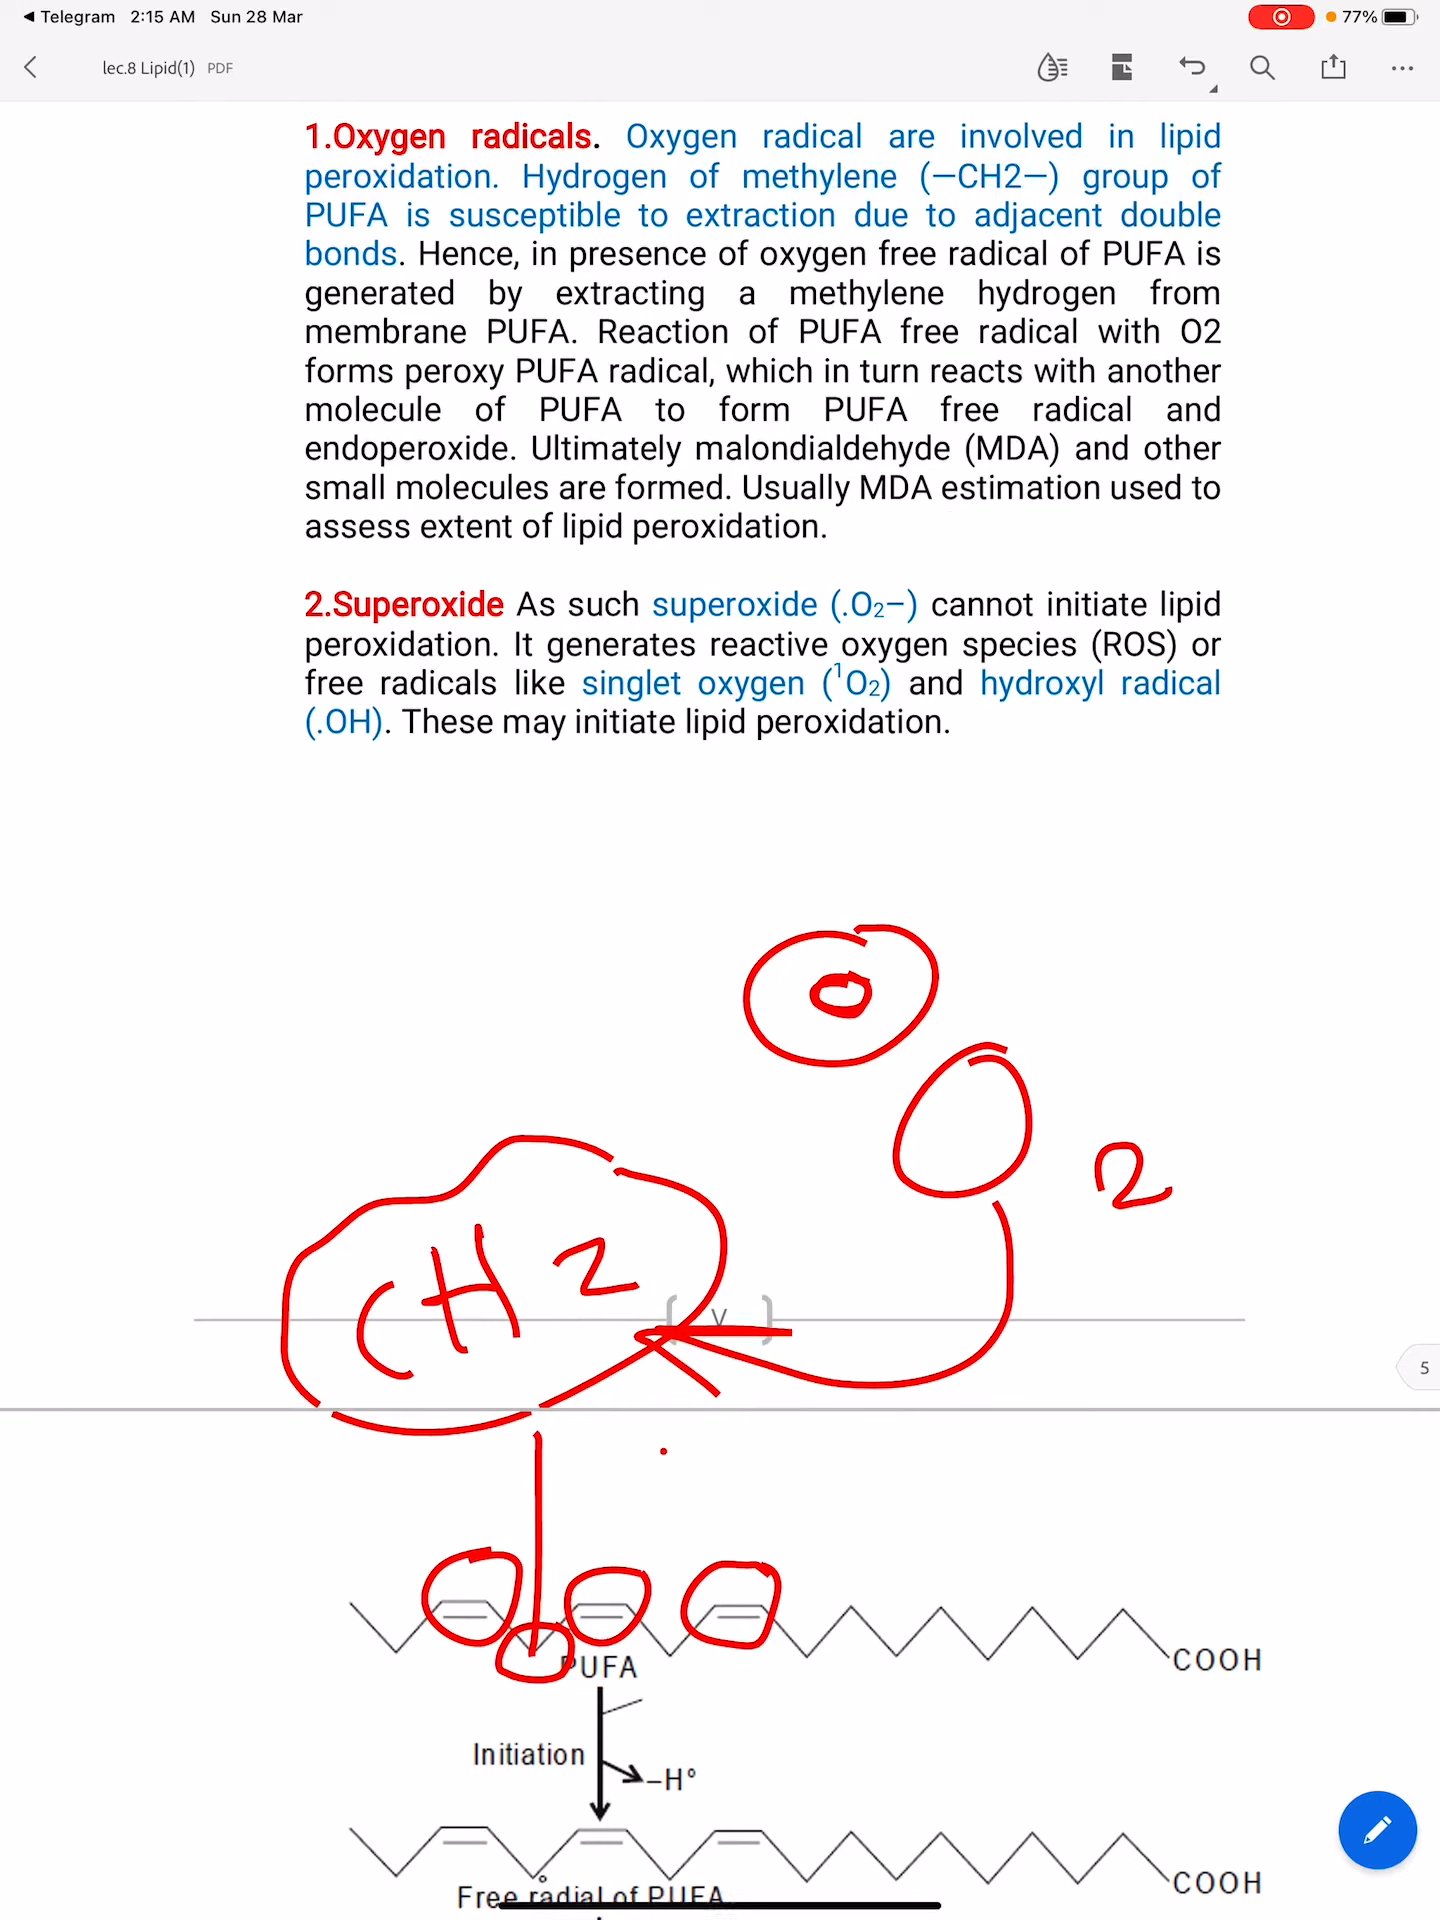 ◀ Telegram 2:15 AM Sun 28 Mar 77%
lec.8 Lipid(1) PDF
1.Oxygen radicals. Oxygen radical are involved in lipid
peroxidation. Hydrogen of methylene (—CH2—) group of
PUFA is susceptible to extraction due to adjacent double
bonds. Hence, in presence of oxygen free radical of PUFA is
generated by extracting a methylene hydrogen from
membrane PUFA. Reaction of PUFA free radical with O2
forms peroxy PUFA radical, which in turn reacts with another
molecule of PUFA to form PUFA free radical and
endoperoxide. Ultimately malondialdehyde (MDA) and other
small molecules are formed. Usually MDA estimation used to
assess extent of lipid peroxidation.
2.Superoxide As such superoxide (.O₂–) cannot initiate lipid
peroxidation. It generates reactive oxygen species (ROS) or
free radicals like singlet oxygen (¹O₂) and hydroxyl radical
(.OH). These may initiate lipid peroxidation.
O
O 2
CH2
5
COOH
PUFA
Initiation
–H°
COOH
Free radial of PUFA